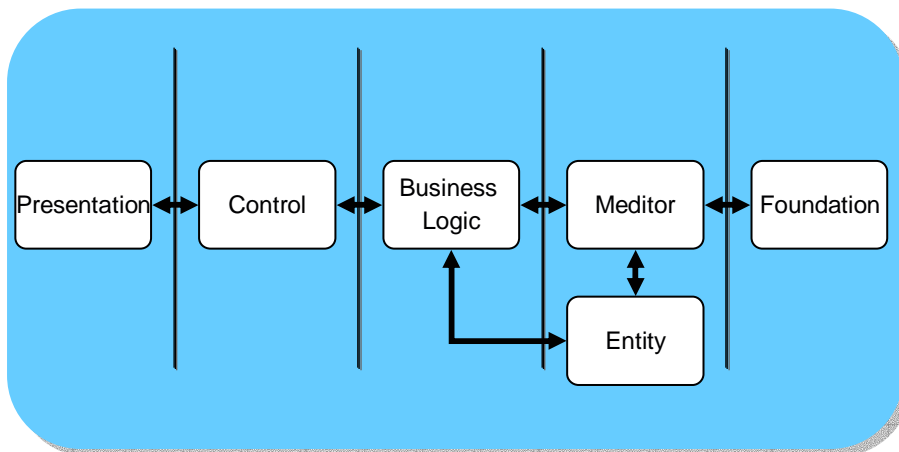 Presentation
Control
Business
Logic
Meditor
Foundation
Entity